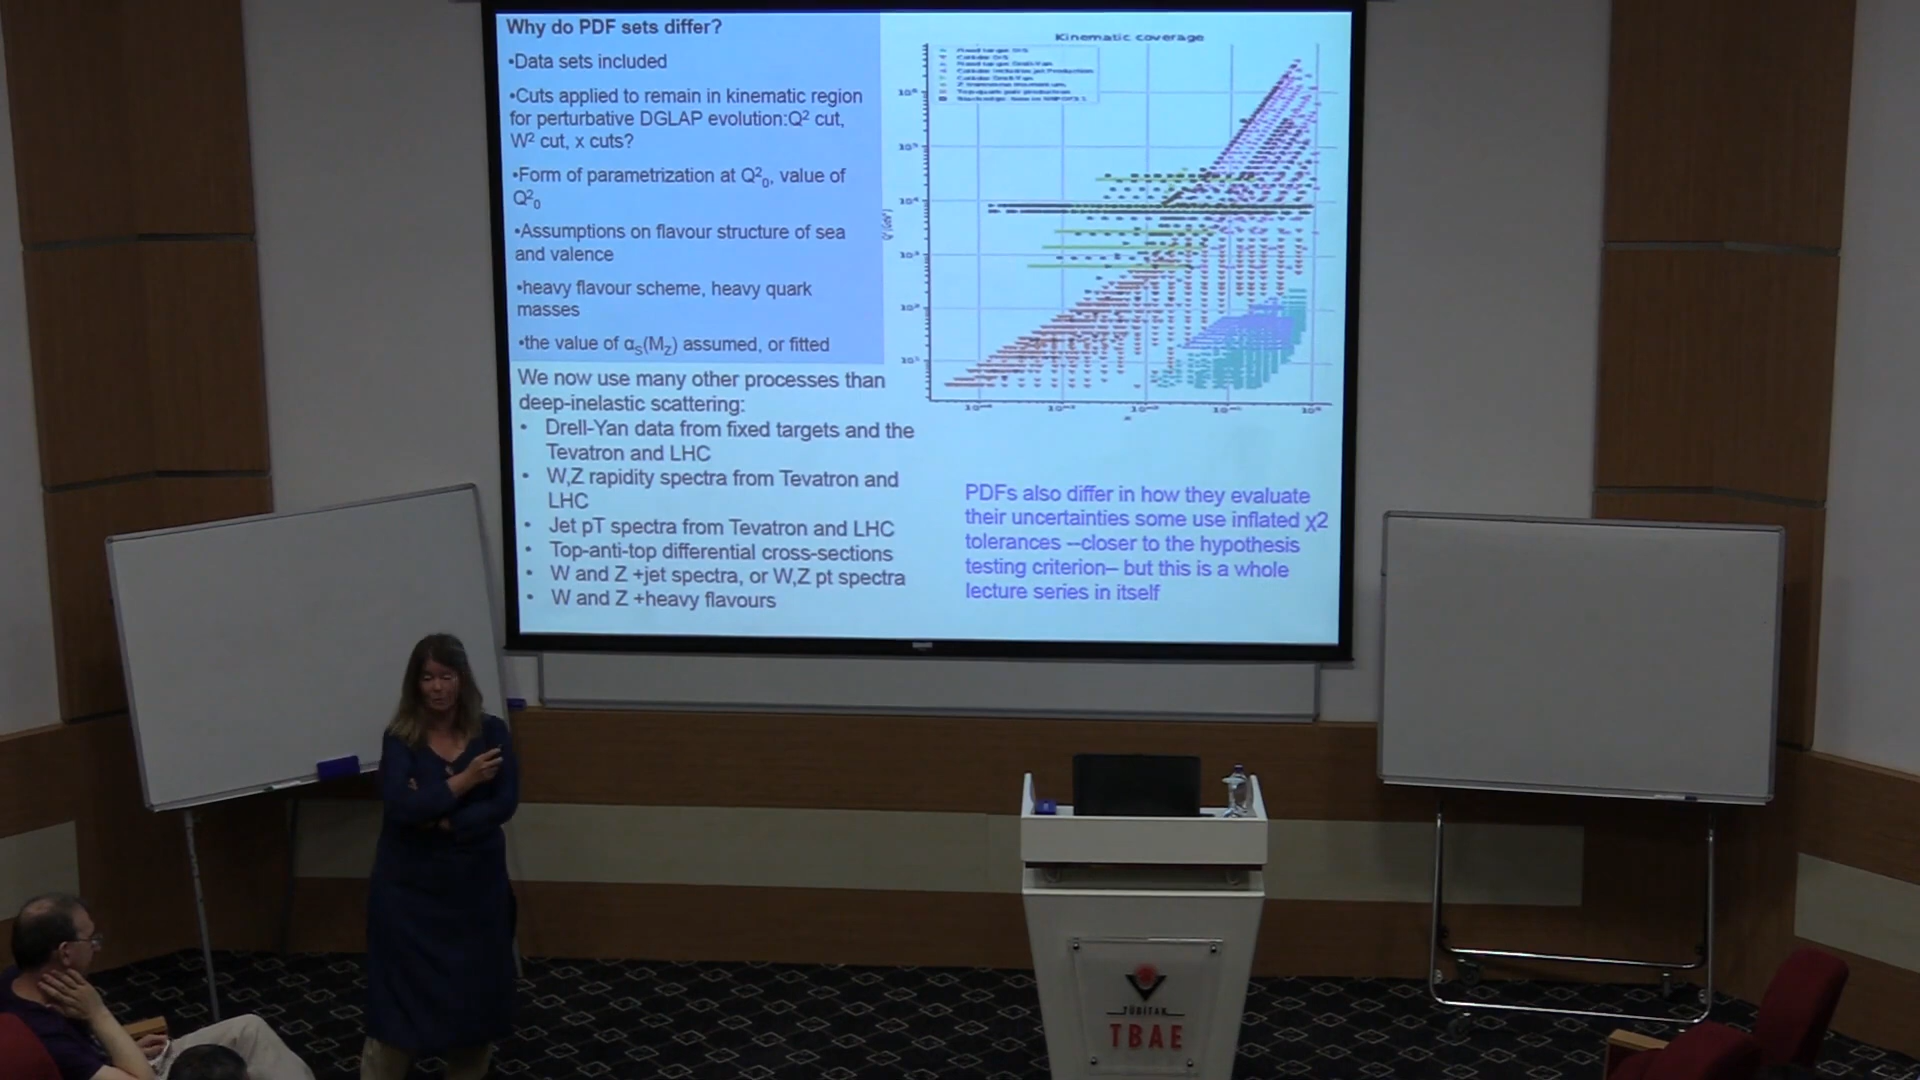 Why do PDF sets differ?
•Data sets included
•Cuts applied to remain in kinematic region
for perturbative DGLAP evolution:Q² cut,
W² cut, x cuts?
•Form of parametrization at Q²₀, value of
Q²₀
•Assumptions on flavour structure of sea
and valence
•heavy flavour scheme, heavy quark
masses
•the value of αS(MZ) assumed, or fitted
We now use many other processes than
deep-inelastic scattering:
• Drell-Yan data from fixed targets and the
Tevatron and LHC
• W,Z rapidity spectra from Tevatron and
LHC
• Jet pT spectra from Tevatron and LHC
• Top-anti-top differential cross-sections
• W and Z +jet spectra, or W,Z pt spectra
• W and Z +heavy flavours
Kinematic coverage
PDFs also differ in how they evaluate
their uncertainties some use inflated χ2
tolerances –closer to the hypothesis
testing criterion– but this is a whole
lecture series in itself
TÜBİTAK
TBAE